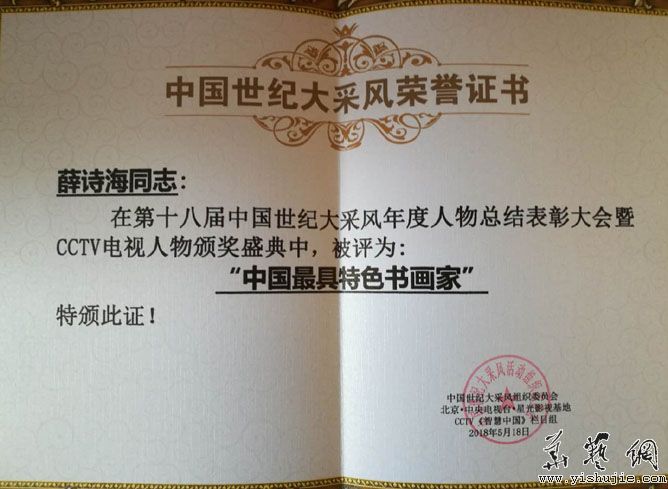 中国世纪大采风荣誉证书
薛诗海同志：
在第十八届中国世纪大采风年度人物总结表彰大会暨
CCTV电视人物颁奖盛典中，被评为：
“中国最具特色书画家”
特颁此证！
中国世纪大采风组织委员会
北京·中央电视台·星光影视基地
CCTV《智慧中国》栏目组
2018年5月18日
华艺网
www.yishujie.com